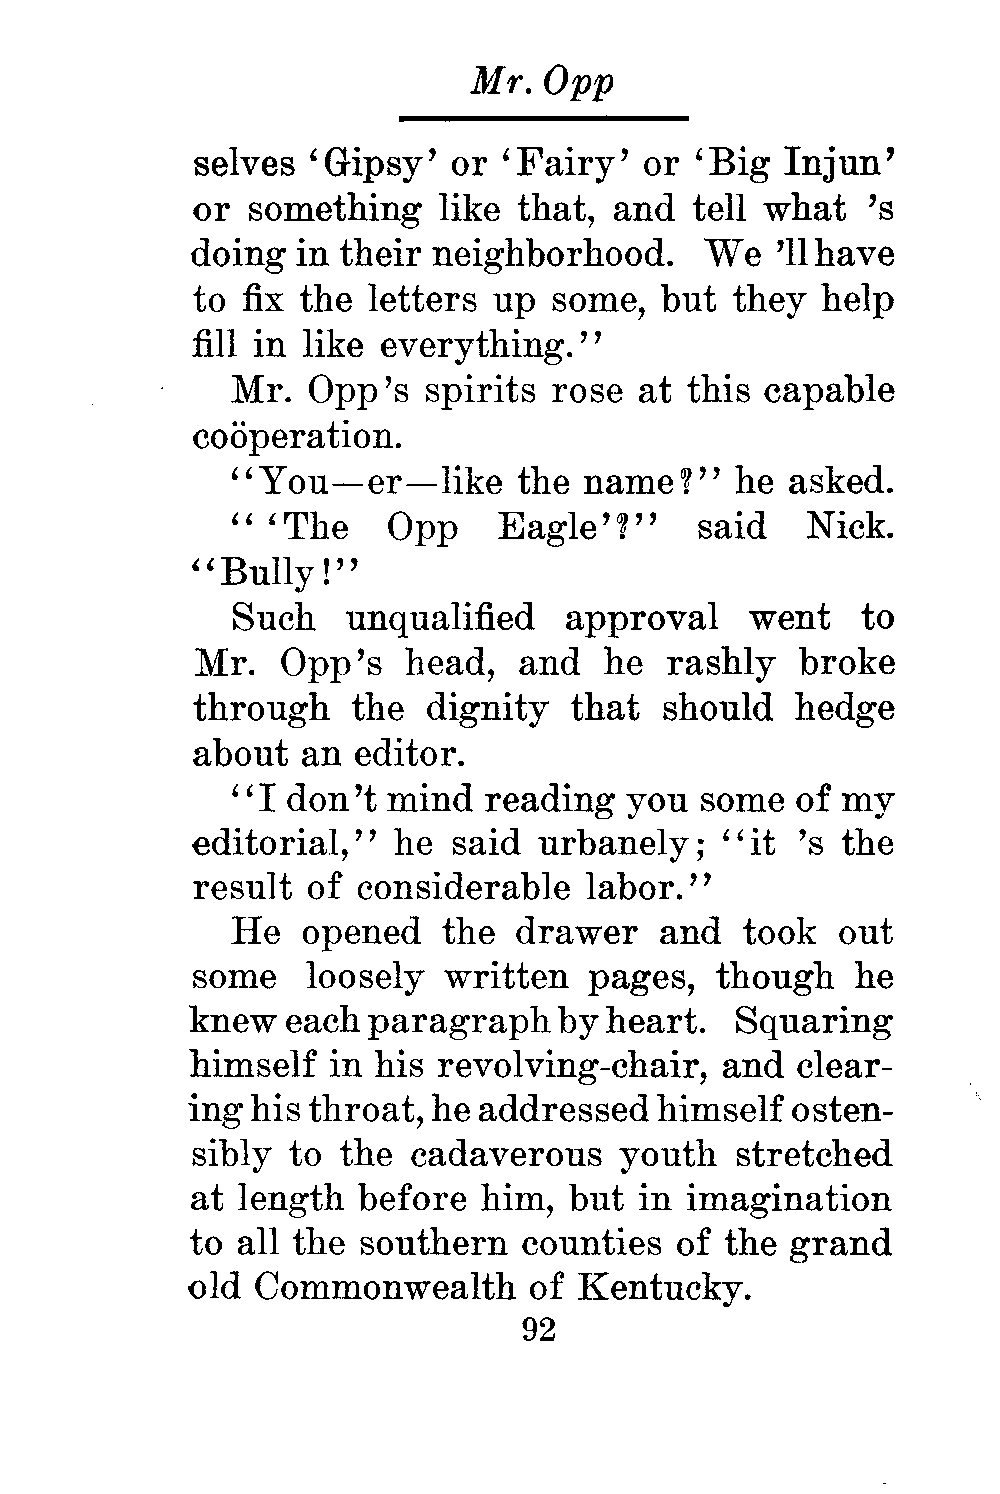 Mr. Opp
selves 'Gipsy' or 'Fairy' or 'Big Injun'
or something like that, and tell what 's
doing in their neighborhood. We 'll have
to fix the letters up some, but they help
fill in like everything."
Mr. Opp's spirits rose at this capable
coöperation.
"You—er—like the name?" he asked.
" 'The Opp Eagle'?" said Nick.
"Bully!"
Such unqualified approval went to
Mr. Opp's head, and he rashly broke
through the dignity that should hedge
about an editor.
"I don't mind reading you some of my
editorial," he said urbanely; "it 's the
result of considerable labor."
He opened the drawer and took out
some loosely written pages, though he
knew each paragraph by heart. Squaring
himself in his revolving-chair, and clear-
ing his throat, he addressed himself osten-
sibly to the cadaverous youth stretched
at length before him, but in imagination
to all the southern counties of the grand
old Commonwealth of Kentucky.
92